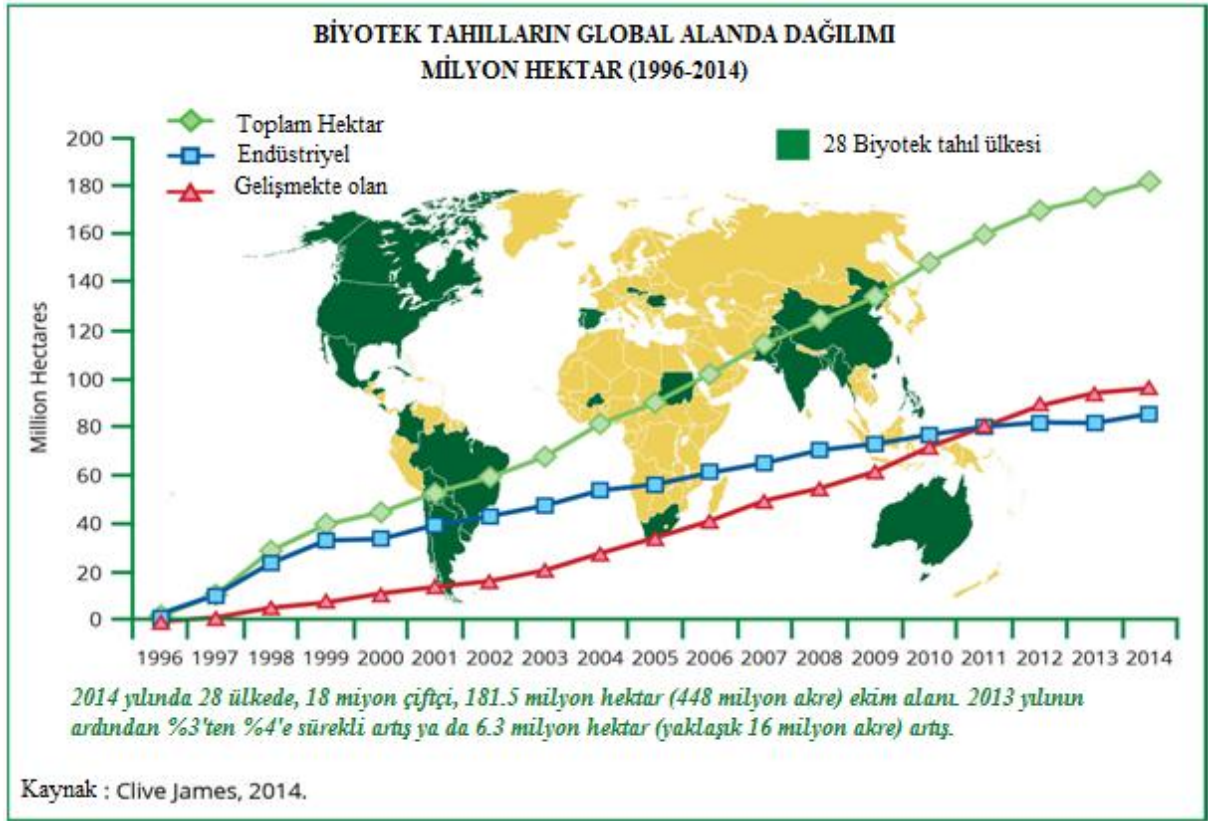 BİYOTEK TAHILLARIN GLOBAL ALANDA DAĞILIMI
MİLYON HEKTAR (1996-2014)
Toplam Hektar
Endüstriyel
Gelişmekte olan
28 Biyotek tahıl ülkesi
200
180
160
140
120
100
80
60
40
20
0
Million Hectares
1996 1997 1998 1999 2000 2001 2002 2003 2004 2005 2006 2007 2008 2009 2010 2011 2012 2013 2014
2014 yılında 28 ülkede, 18 miyon çiftçi, 181.5 milyon hektar (448 milyon akre) ekim alanı. 2013 yılının
ardından %3'ten %4'e sürekli artış ya da 6.3 milyon hektar (yaklaşık 16 milyon akre) artış.
Kaynak : Clive James, 2014.